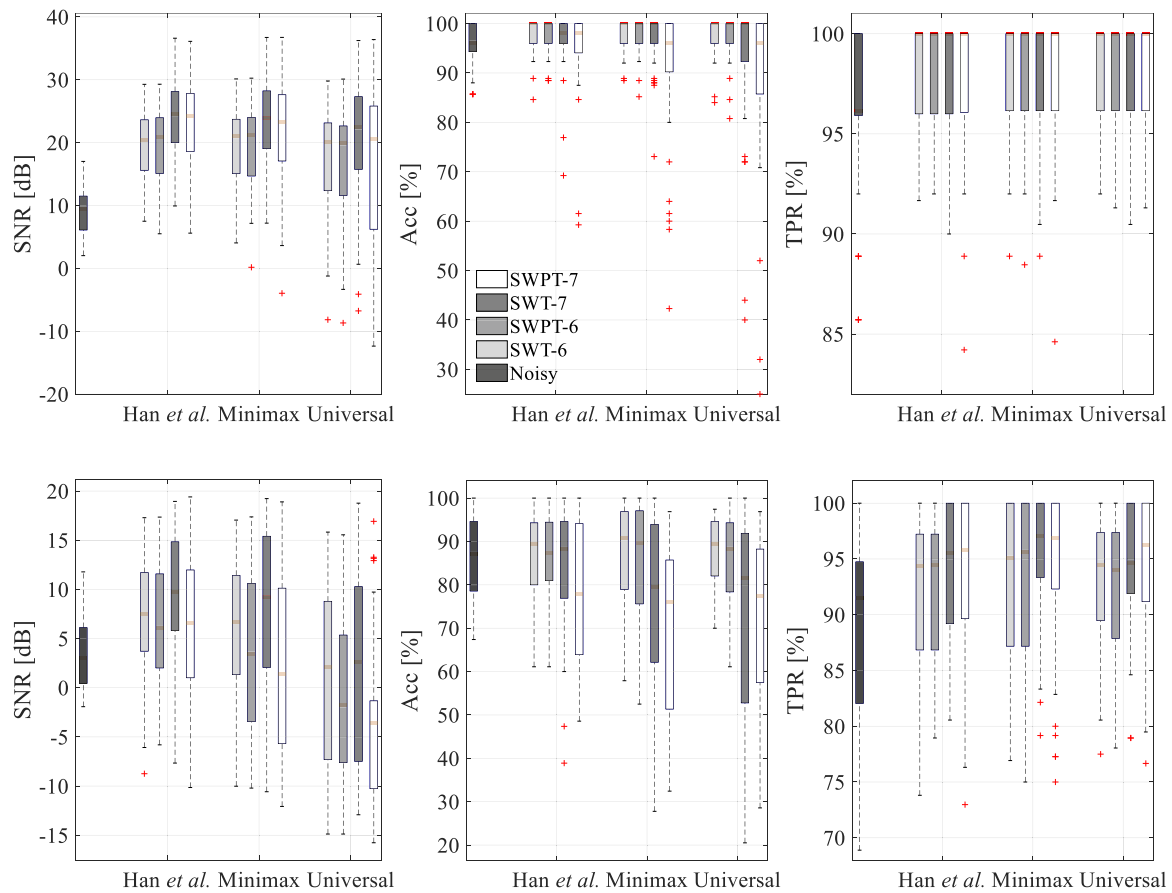 SNR [dB]
40
30
20
10
0
-10
-20
Han et al. Minimax Universal
Acc [%]
100
90
80
70
60
50
40
30
SWPT-7
SWT-7
SWPT-6
SWT-6
Noisy
Han et al. Minimax Universal
TPR [%]
100
95
90
85
Han et al. Minimax Universal
SNR [dB]
20
15
10
5
0
-5
-10
-15
Han et al. Minimax Universal
Acc [%]
100
90
80
70
60
50
40
30
20
Han et al. Minimax Universal
TPR [%]
100
95
90
85
80
75
70
Han et al. Minimax Universal